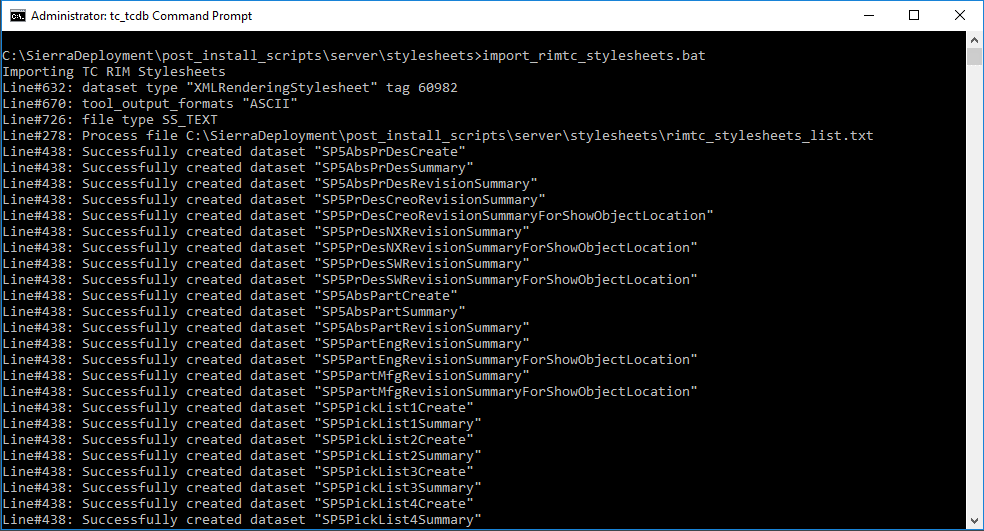 Administrator: tc_tcdb Command Prompt
C:\SierraDeployment\post_install_scripts\server\stylesheets>import_rimtc_stylesheets.bat
Importing TC RIM Stylesheets
Line#632: dataset type "XMLRenderingStylesheet" tag 60982
Line#670: tool_output_formats "ASCII"
Line#726: file type SS_TEXT
Line#278: Process file C:\SierraDeployment\post_install_scripts\server\stylesheets\rimtc_stylesheets_list.txt
Line#438: Successfully created dataset "SP5AbsPrDesCreate"
Line#438: Successfully created dataset "SP5AbsPrDesSummary"
Line#438: Successfully created dataset "SP5AbsPrDesRevisionSummary"
Line#438: Successfully created dataset "SP5PrDesCreoRevisionSummary"
Line#438: Successfully created dataset "SP5PrDesCreoRevisionSummaryForShowObjectLocation"
Line#438: Successfully created dataset "SP5PrDesNXRevisionSummary"
Line#438: Successfully created dataset "SP5PrDesNXRevisionSummaryForShowObjectLocation"
Line#438: Successfully created dataset "SP5PrDesSWRevisionSummary"
Line#438: Successfully created dataset "SP5PrDesSWRevisionSummaryForShowObjectLocation"
Line#438: Successfully created dataset "SP5AbsPartCreate"
Line#438: Successfully created dataset "SP5AbsPartSummary"
Line#438: Successfully created dataset "SP5AbsPartRevisionSummary"
Line#438: Successfully created dataset "SP5PartEngRevisionSummary"
Line#438: Successfully created dataset "SP5PartEngRevisionSummaryForShowObjectLocation"
Line#438: Successfully created dataset "SP5PartMfgRevisionSummary"
Line#438: Successfully created dataset "SP5PartMfgRevisionSummaryForShowObjectLocation"
Line#438: Successfully created dataset "SP5PickList1Create"
Line#438: Successfully created dataset "SP5PickList1Summary"
Line#438: Successfully created dataset "SP5PickList2Create"
Line#438: Successfully created dataset "SP5PickList2Summary"
Line#438: Successfully created dataset "SP5PickList3Create"
Line#438: Successfully created dataset "SP5PickList3Summary"
Line#438: Successfully created dataset "SP5PickList4Create"
Line#438: Successfully created dataset "SP5PickList4Summary"